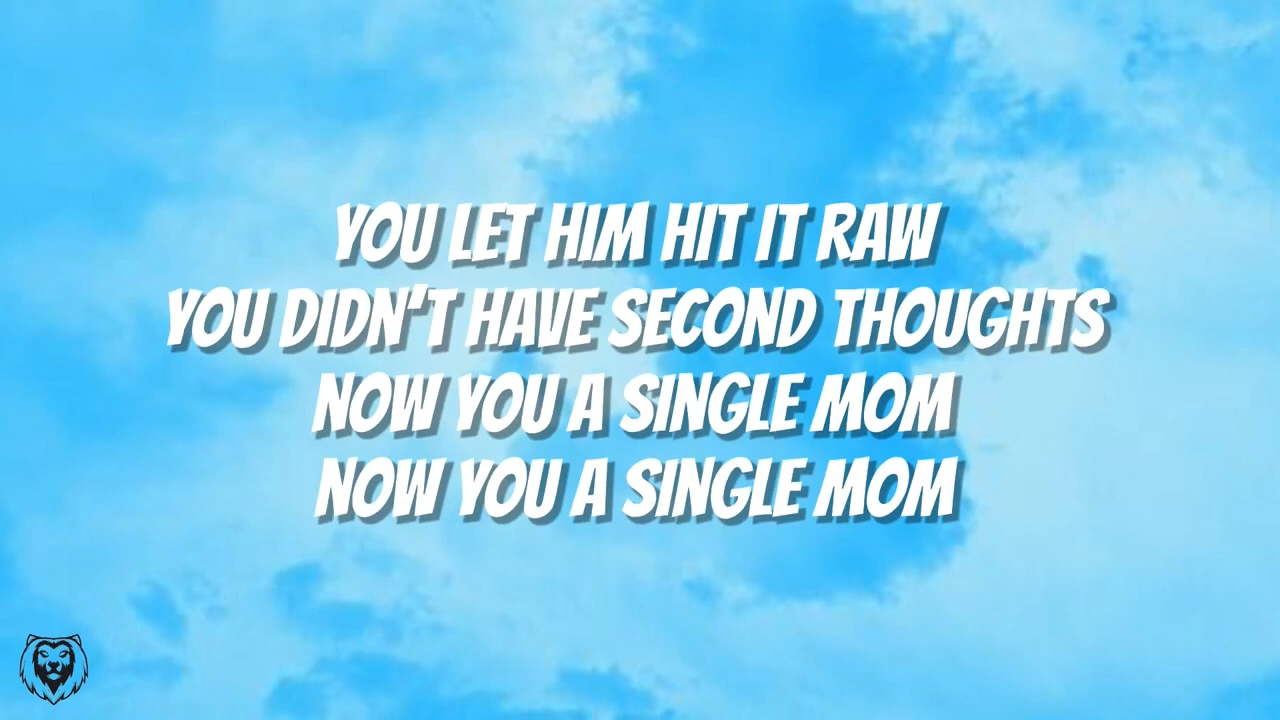 YOU LET HIM HIT IT RAW
YOU DIDN'T HAVE SECOND THOUGHTS
NOW YOU A SINGLE MOM
NOW YOU A SINGLE MOM